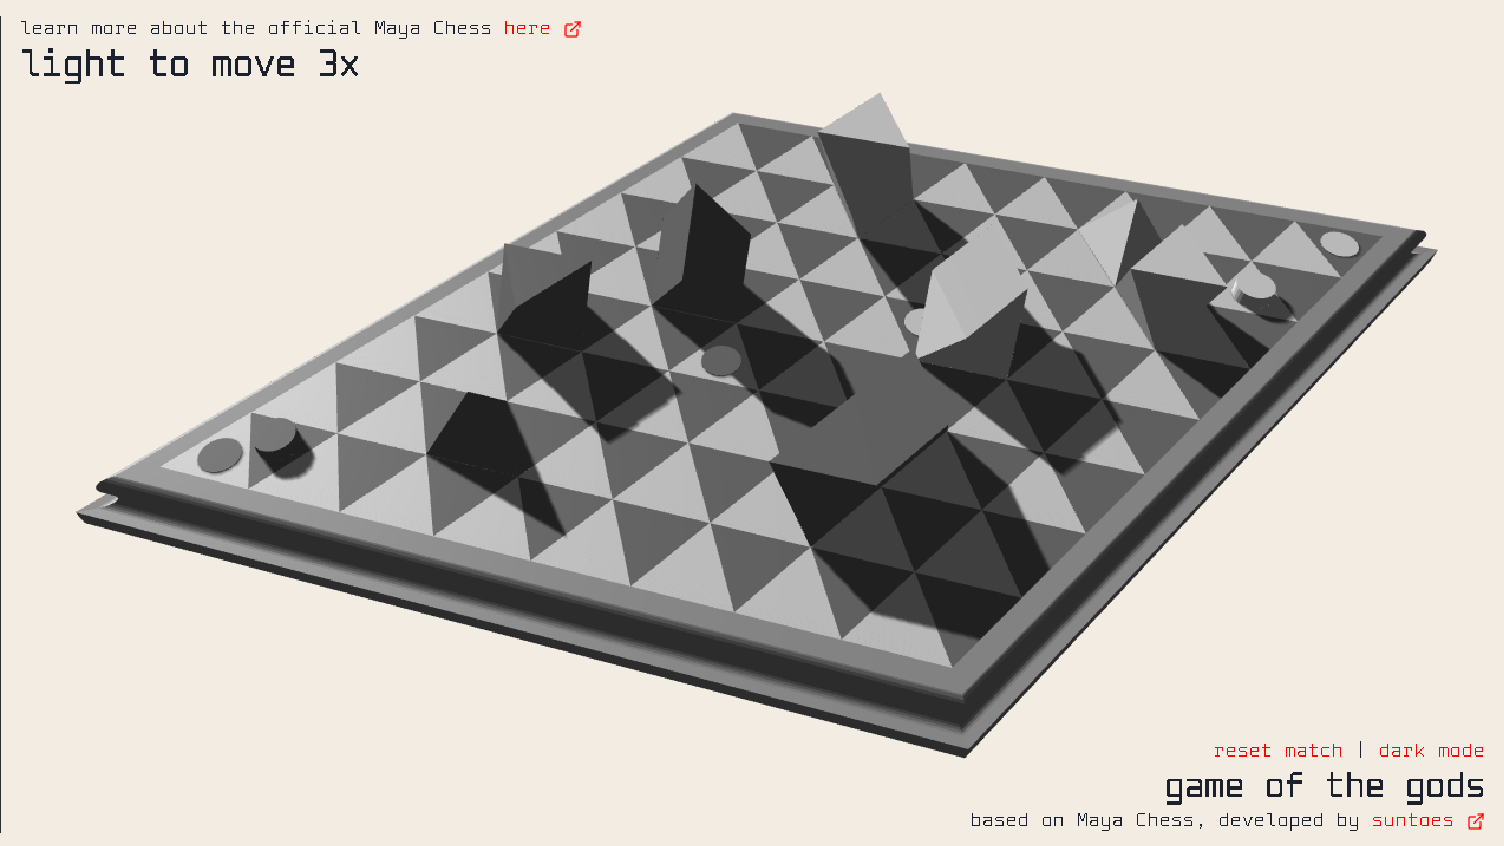 learn more about the official Maya Chess here
light to move 3x
reset match | dark mode
game of the gods
based on Maya Chess, developed by suntoes